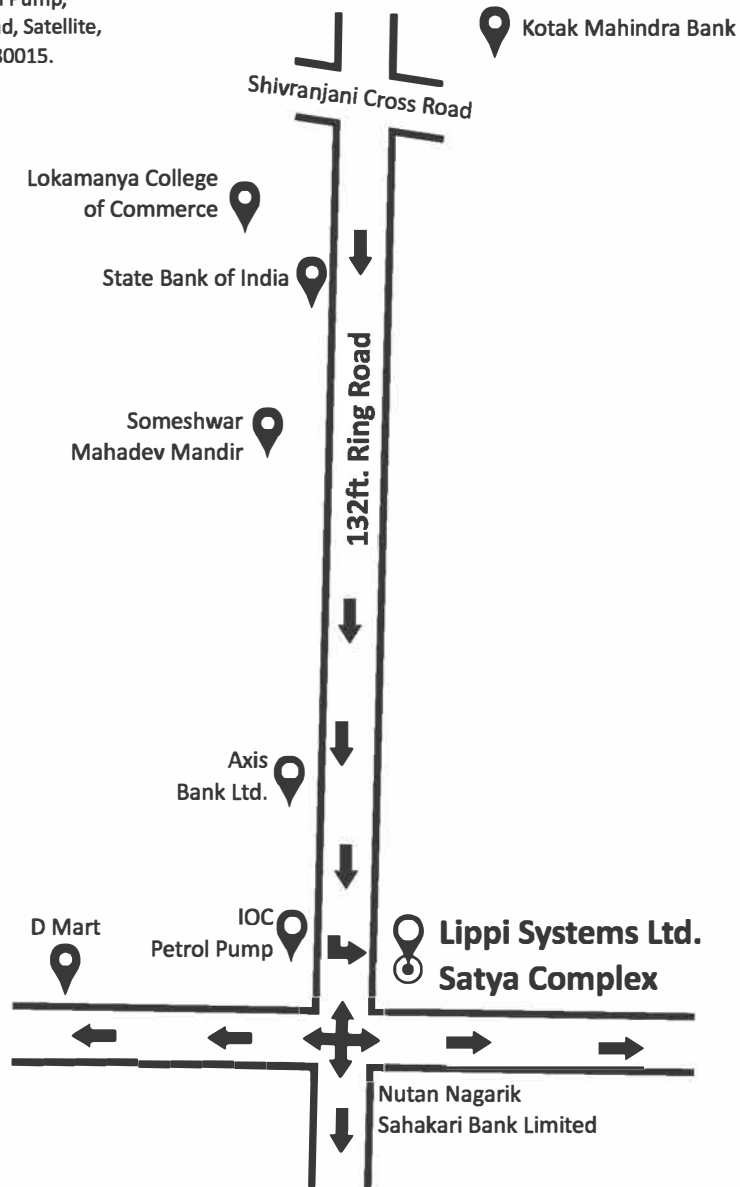 Pump,
Satellite,
Kotak Mahindra Bank
Shivranjani Cross Road
Lokamanya College
of Commerce
State Bank of India
132ft. Ring Road
Someshwar
Mahadev Mandir
Axis
Bank Ltd.
IOC
Petrol Pump
D Mart
Lippi Systems Ltd.
Satya Complex
Nutan Nagarik
Sahakari Bank Limited